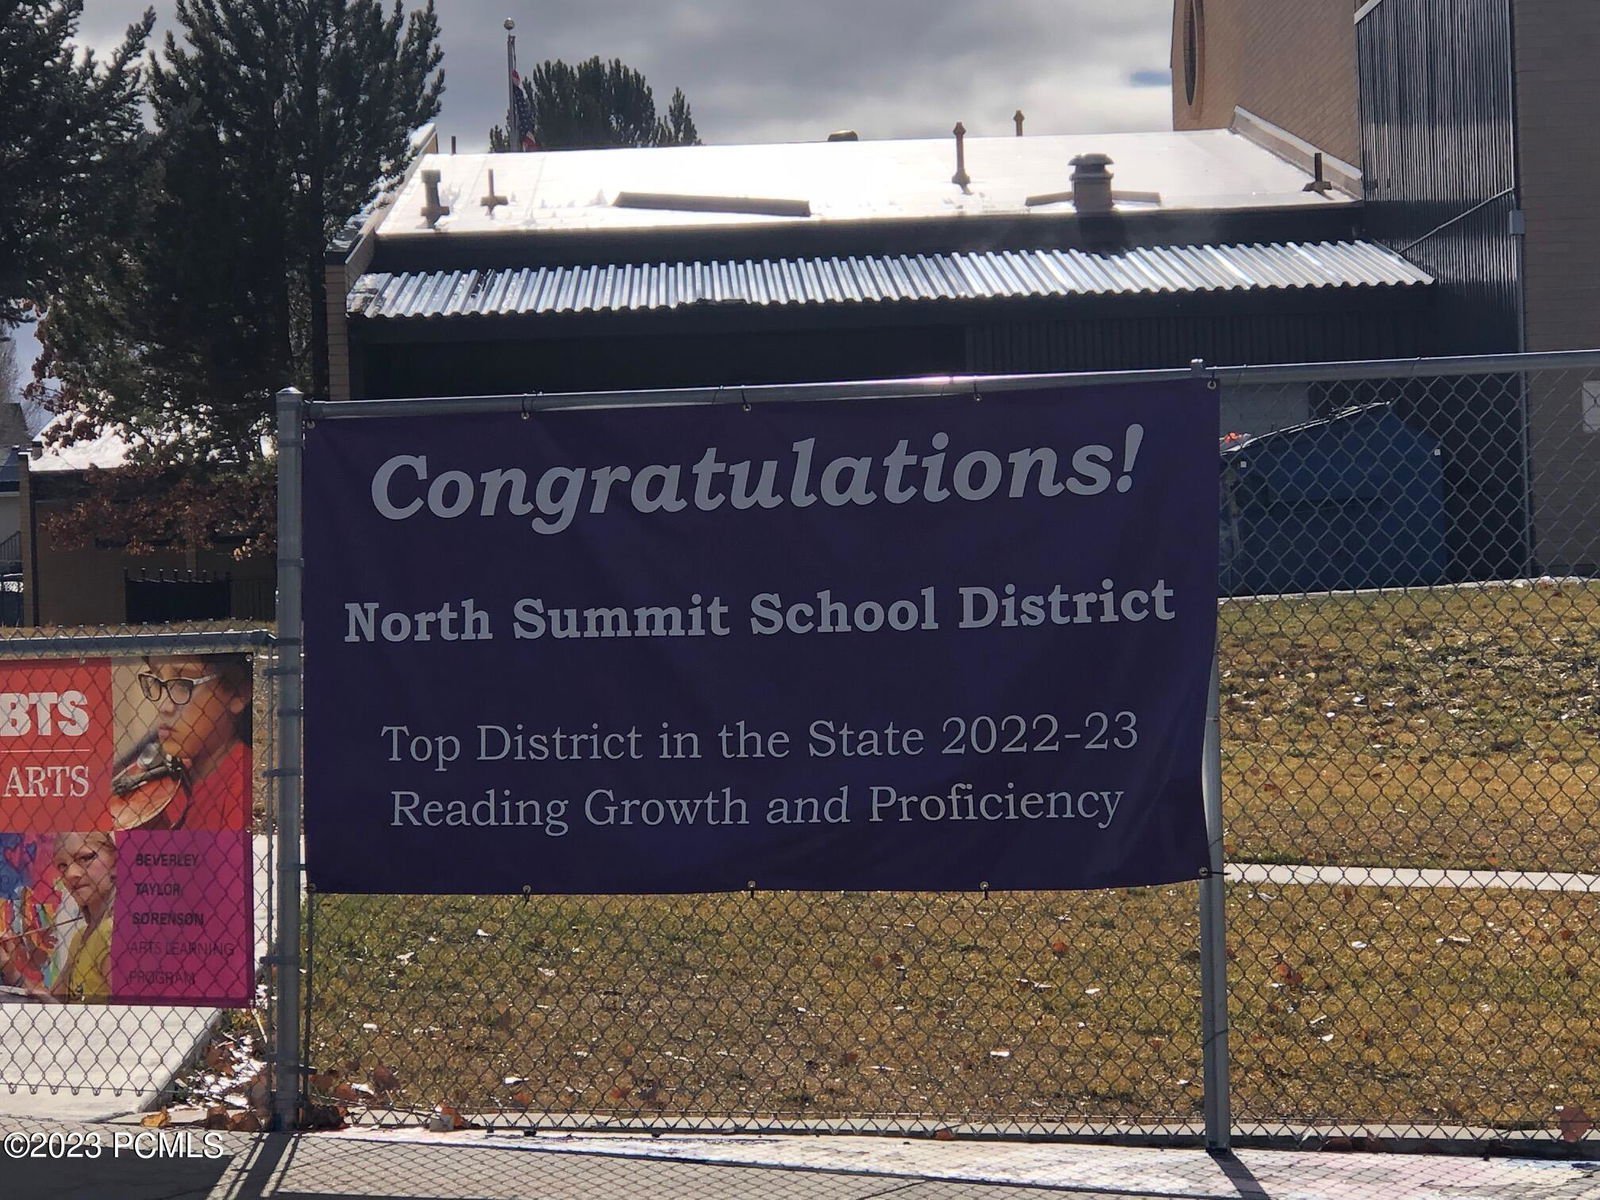 Congratulations!
North Summit School District
Top District in the State 2022-23
Reading Growth and Proficiency
BTS
ARTS
BEVERLEY
TAYLOR
SORENSON
ARTS LEARNING
PROGRAM
©2023 PCMLS